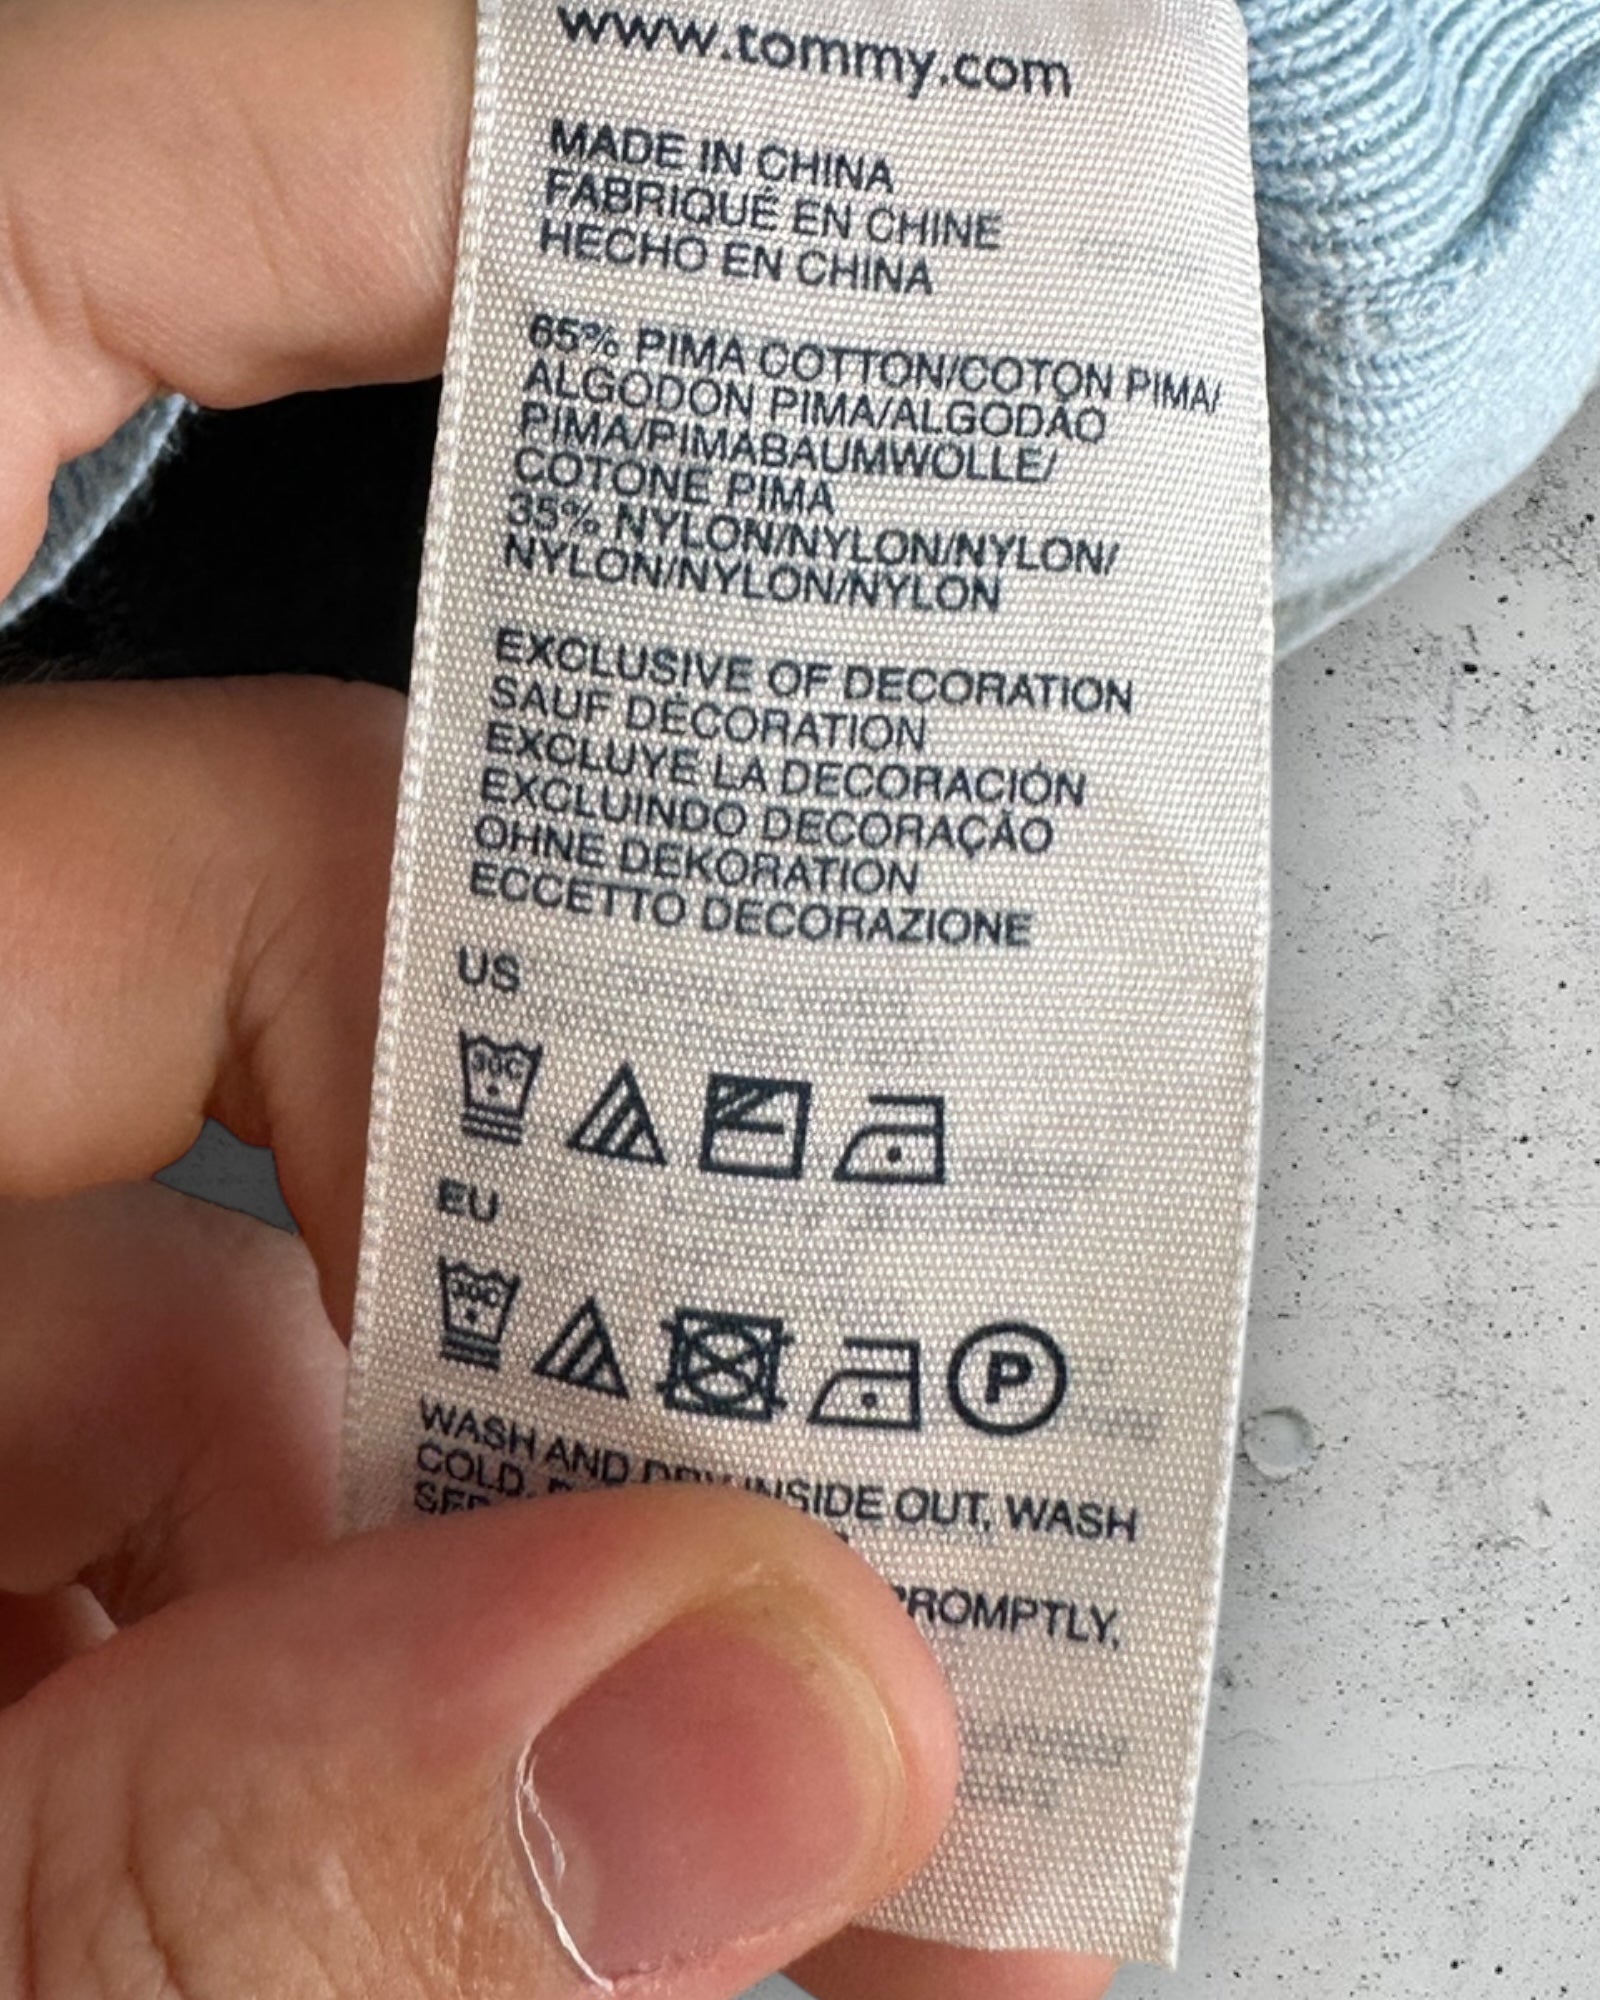 www.tommy.com
MADE IN CHINA
FABRIQUÉ EN CHINE
HECHO EN CHINA
65% PIMA COTTON/COTON PIMA/
ALGODON PIMA/ALGODÃO
PIMA/PIMABAUMWOLLE/
COTONE PIMA
35% NYLON/NYLON/NYLON/
NYLON/NYLON/NYLON
EXCLUSIVE OF DECORATION
SAUF DÉCORATION
EXCLUYE LA DECORACIÓN
EXCLUINDO DECORAÇÃO
OHNE DEKORATION
ECCETTO DECORAZIONE
US
30C
EU
30C
P
WASH AND DRY INSIDE OUT, WASH
COLD,
PROMPTLY,